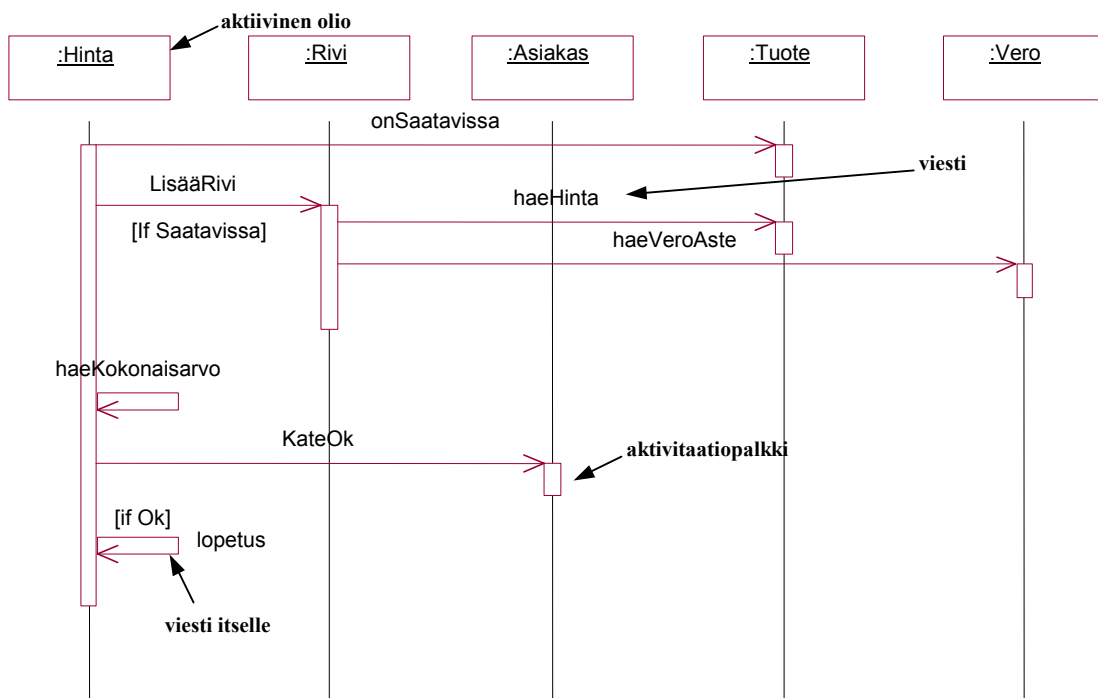 aktiivinen olio
:Hinta
:Rivi
:Asiakas
:Tuote
:Vero
onSaatavissa
viesti
LisääRivi
haeHinta
[If Saatavissa]
haeVeroAste
haeKokonaisarvo
KateOk
aktivitaatiopalkki
[if Ok]
lopetus
viesti itselle